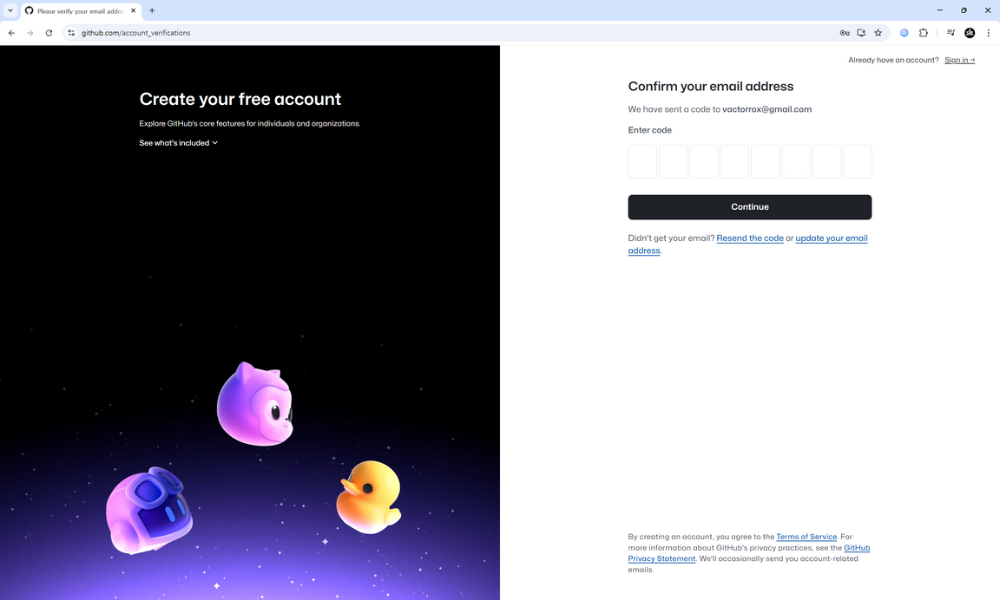 Please verify your email addre
github.com/account_verifications
Already have an account? Sign in →
Create your free account
Explore GitHub's core features for individuals and organizations.
See what's included
Confirm your email address
We have sent a code to vactorrox@gmail.com
Enter code
Continue
Didn't get your email? Resend the code or update your email
address.
By creating an account, you agree to the Terms of Service. For
more information about GitHub's privacy practices, see the GitHub
Privacy Statement. We'll occasionally send you account-related
emails.